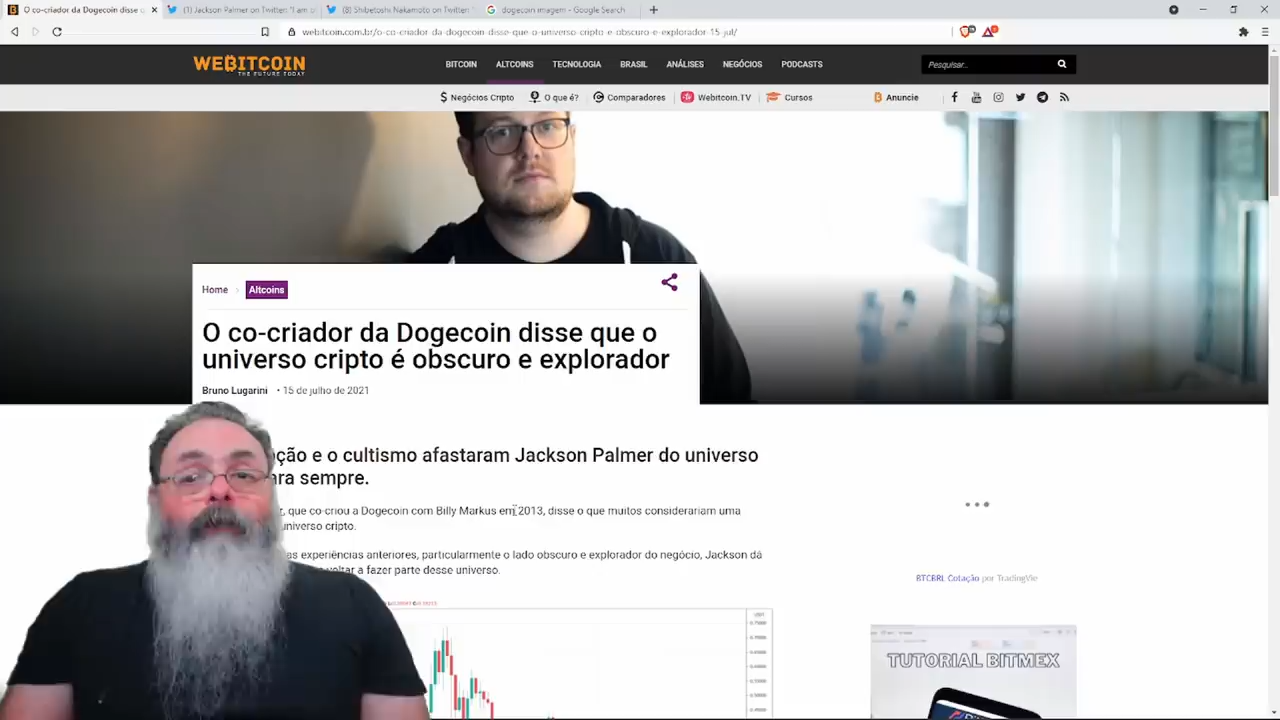 O co-criador da Dogecoin disse q
(1) Jackson Palmer on Twitter: "I am
(8) Shibetoshi Nakamoto on Twitter:
dogecoin imagem - Google Search
webitcoin.com.br/o-co-criador-da-dogecoin-disse-que-o-universo-cripto-e-obscuro-e-explorador-15-jul/
WEBITCOIN
THE FUTURE TODAY
BITCOIN ALTCOINS TECNOLOGIA BRASIL ANÁLISES NEGÓCIOS PODCASTS
Pesquisar...
Negócios Cripto O que é? Comparadores Webitcoin.TV Cursos Anuncie
Home Altcoins
O co-criador da Dogecoin disse que o
universo cripto é obscuro e explorador
Bruno Lugarini • 15 de julho de 2021
ção e o cultismo afastaram Jackson Palmer do universo
ra sempre.
, que co-criou a Dogecoin com Billy Markus em 2013, disse o que muitos considerariam uma
universo cripto.
as experiências anteriores, particularmente o lado obscuro e explorador do negócio, Jackson dá
voltar a fazer parte desse universo.
BTCBRL Cotação por TradingVie
TUTORIAL BITMEX